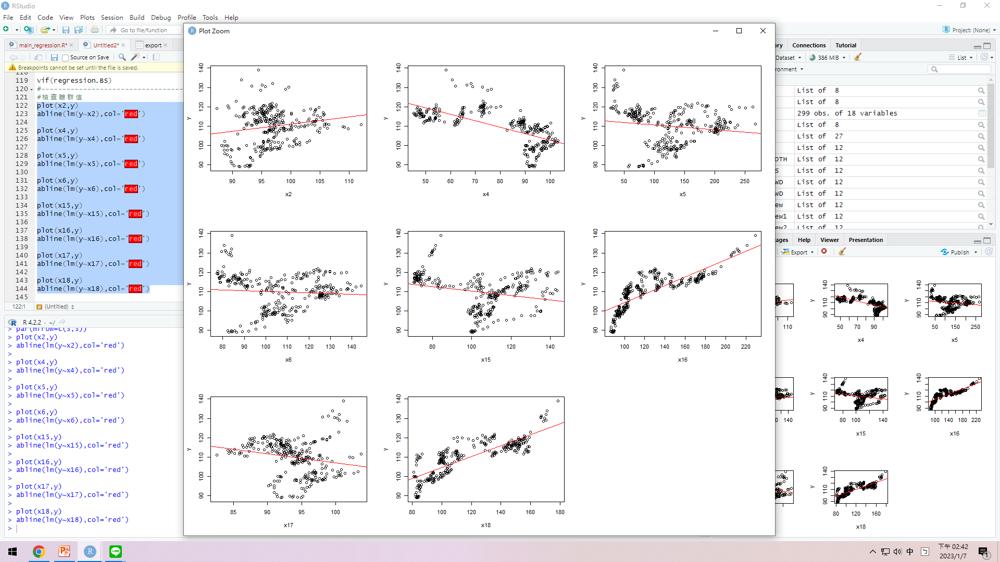 RStudio
File Edit Code View Plots Session Build Debug Profile Tools Help
Go to file/function
Project: (None)
main_regression.R*
Untitled2*
export
Source on Save
Breakpoints cannot be set until the file is saved.
119 vif(regression.BS)
120 #----------------------------------
121 #檢查離群值
122 plot(x2,y)
123 abline(lm(y~x2),col='red')
124
125 plot(x4,y)
126 abline(lm(y~x4),col='red')
127
128 plot(x5,y)
129 abline(lm(y~x5),col='red')
130
131 plot(x6,y)
132 abline(lm(y~x6),col='red')
133
134 plot(x15,y)
135 abline(lm(y~x15),col='red')
136
137 plot(x16,y)
138 abline(lm(y~x16),col='red')
139
140 plot(x17,y)
141 abline(lm(y~x17),col='red')
142
143 plot(x18,y)
144 abline(lm(y~x18),col='red')
145
122:1 (Untitled)
R 4.2.2 · ~/
> par(mfrow=c(3,3))
> plot(x2,y)
> abline(lm(y~x2),col='red')
>
> plot(x4,y)
> abline(lm(y~x4),col='red')
>
> plot(x5,y)
> abline(lm(y~x5),col='red')
>
> plot(x6,y)
> abline(lm(y~x6),col='red')
>
> plot(x15,y)
> abline(lm(y~x15),col='red')
>
> plot(x16,y)
> abline(lm(y~x16),col='red')
>
> plot(x17,y)
> abline(lm(y~x17),col='red')
>
> plot(x18,y)
> abline(lm(y~x18),col='red')
>
Plot Zoom
y
90 100 110 120 130 140
90 95 100 105 110
x2
y
90 100 110 120 130 140
50 60 70 80 90 100
x4
y
90 100 110 120 130 140
50 100 150 200 250
x5
y
90 100 110 120 130 140
80 90 100 110 120 130 140
x6
y
90 100 110 120 130 140
80 100 120 140
x15
y
90 100 110 120 130 140
100 120 140 160 180 200 220
x16
y
90 100 110 120 130 140
85 90 95 100
x17
y
90 100 110 120 130 140
80 100 120 140 160 180
x18
ory Connections Tutorial
Dataset 386 MiB List
ronment
List of 8
List of 8
299 obs. of 18 variables
List of 8
List of 27
List of 12
OTH List of 12
S List of 12
WD List of 12
WD List of 12
ew List of 12
ew1 List of 12
ew2 List of 12
ages Help Viewer Presentation
Export Publish
110
y
90 110 140
50 70 90
x4
y
90 110 140
50 150 250
x5
140
y
90 110 140
80 100 140
x15
y
90 110 140
100 140 180 220
x16
y
90 110 140
80 120 160
x18
中
ㄅ
下午 02:42
2023/1/7
1